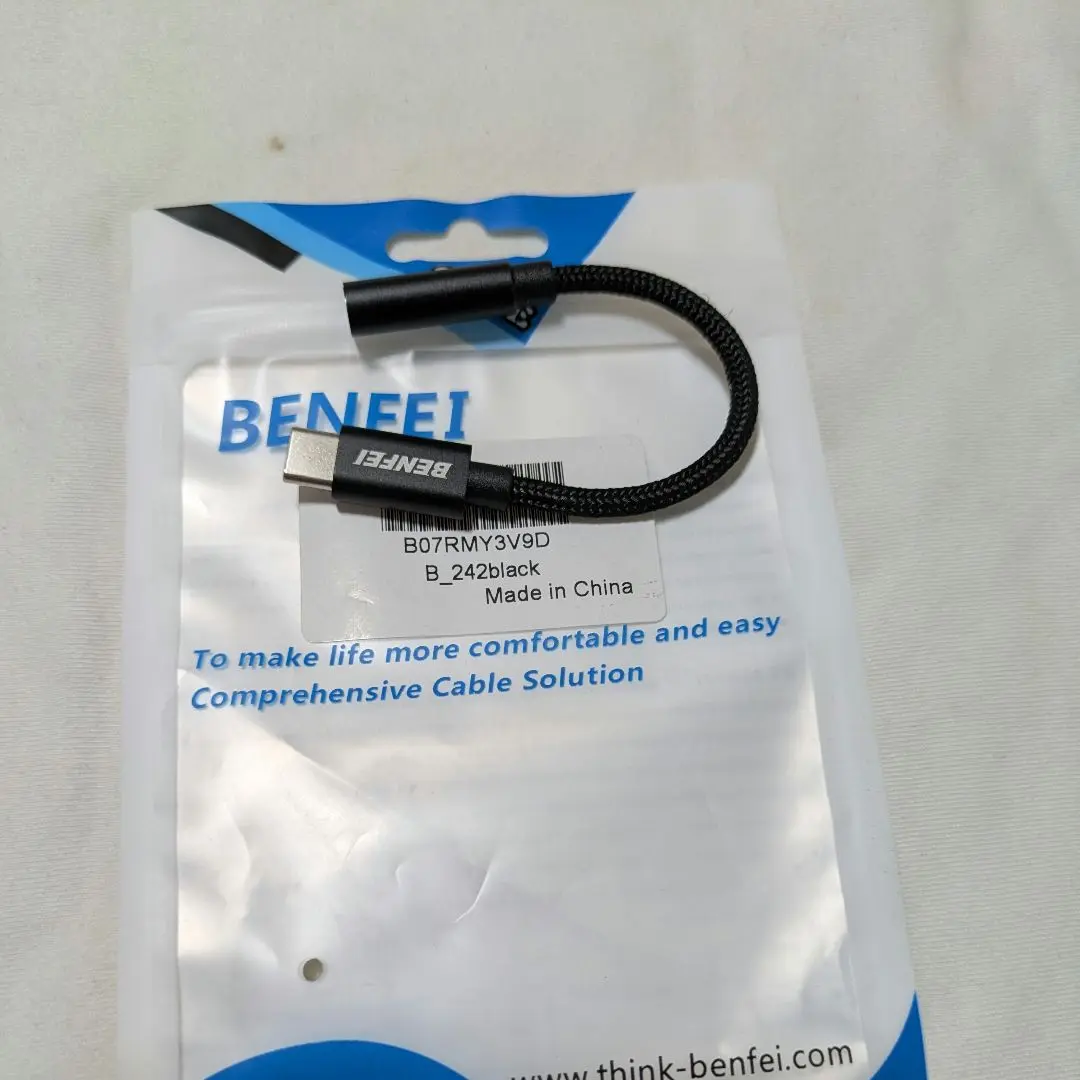 BENFEI
BENFEI
B07RMY3V9D
B_242black
Made in China
To make life more comfortable and easy
Comprehensive Cable Solution
www.think-benfei.com